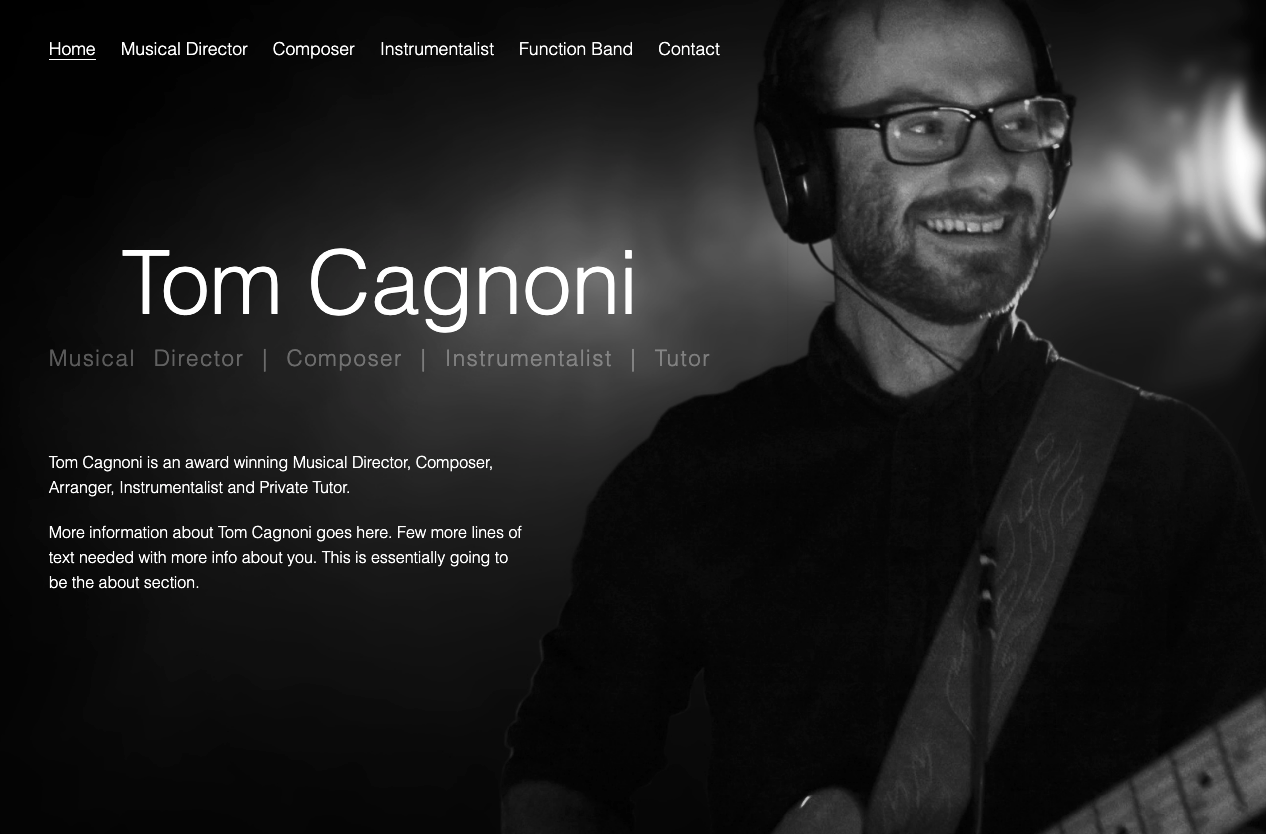 Home Musical Director Composer Instrumentalist Function Band Contact
Tom Cagnoni
Musical Director | Composer | Instrumentalist | Tutor
Tom Cagnoni is an award winning Musical Director, Composer,
Arranger, Instrumentalist and Private Tutor.
More information about Tom Cagnoni goes here. Few more lines of
text needed with more info about you. This is essentially going to
be the about section.